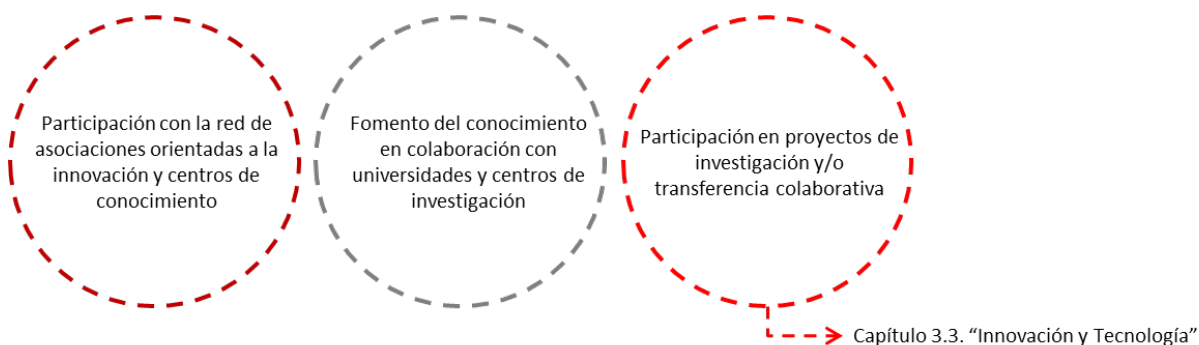 Participación con la red de
asociaciones orientadas a la
innovación y centros de
conocimiento
Fomento del conocimiento
en colaboración con
universidades y centros de
investigación
Participación en proyectos de
investigación y/o
transferencia colaborativa
Capítulo 3.3. “Innovación y Tecnología”